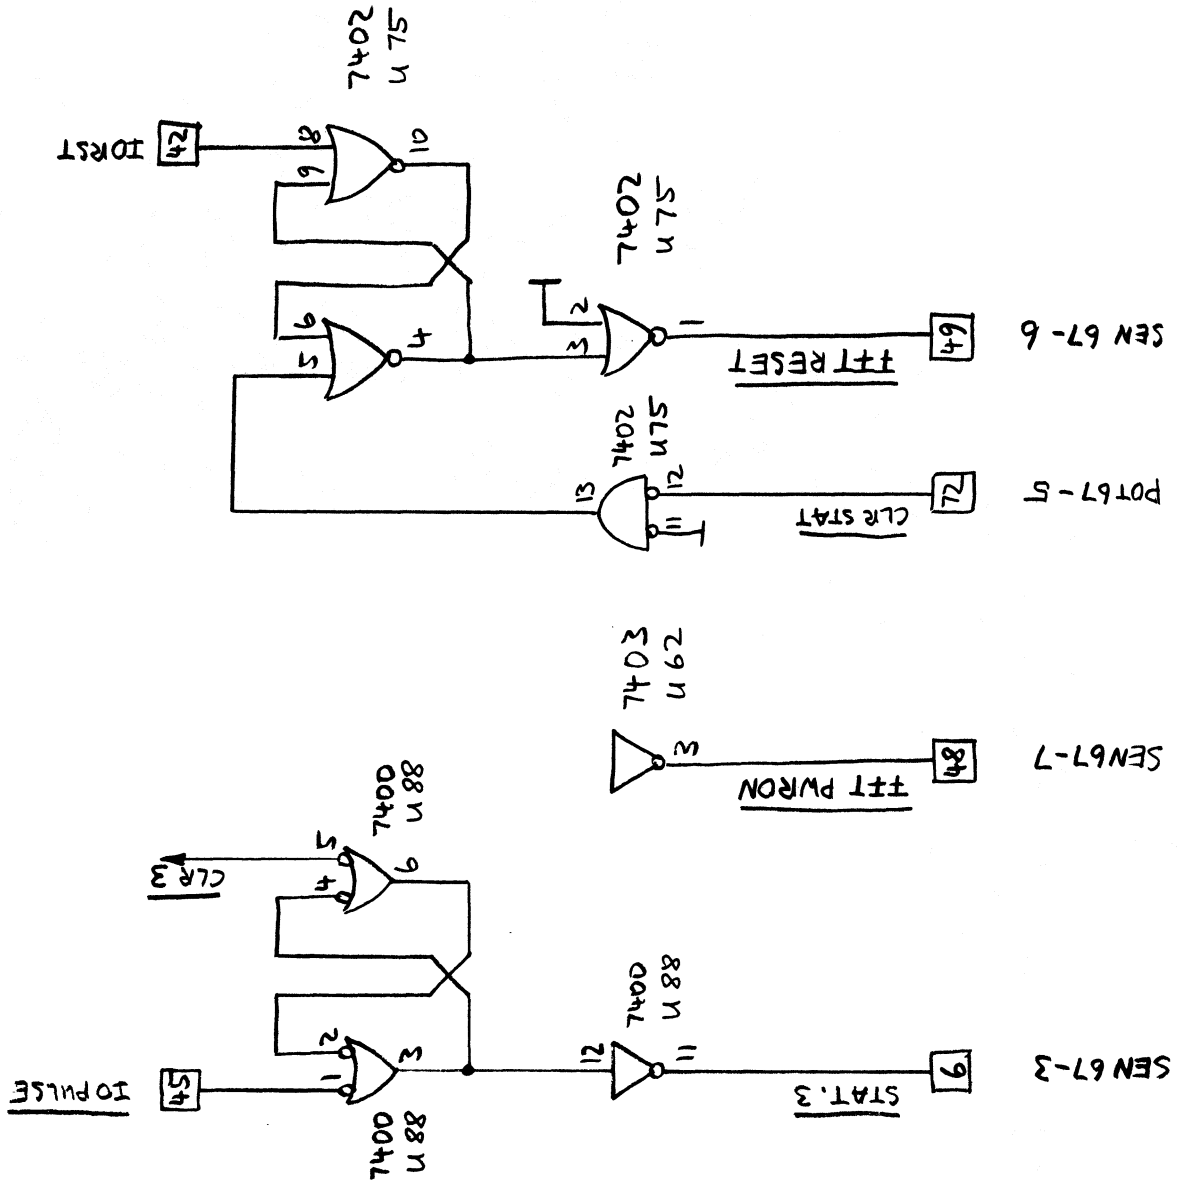 7402
U75
IORST
42
8
9
10
7402
U75
6
5
4
2
3
1
FFT RESET
49
SEN 67-6
7402
U75
13
12
11
CLR STAT
72
POT67-5
7403
U62
3
FFT PWRON
48
SEN67-7
7400
U88
CLR 3
5
4
6
7400
U88
IOPULSE
45
2
1
3
7400
U88
12
11
STAT.3
9
SEN 67-3